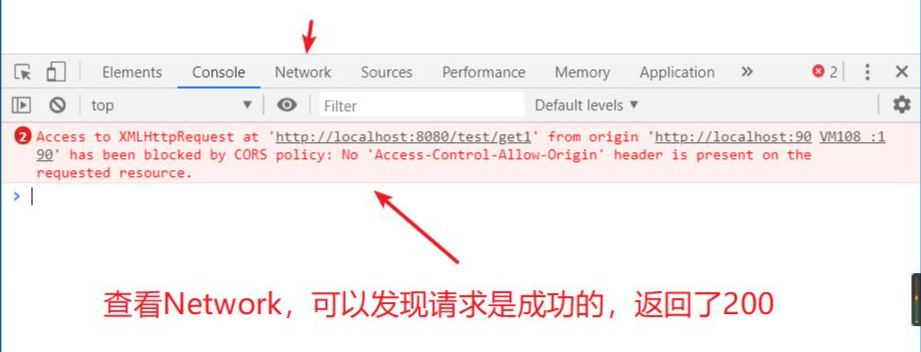 Elements Console Network Sources Performance Memory Application » 2
top Filter Default levels
2 Access to XMLHttpRequest at 'http://localhost:8080/test/get1' from origin 'http://localhost:90 VM108 :1
90' has been blocked by CORS policy: No 'Access-Control-Allow-Origin' header is present on the
requested resource.
>
查看Network，可以发现请求是成功的，返回了200